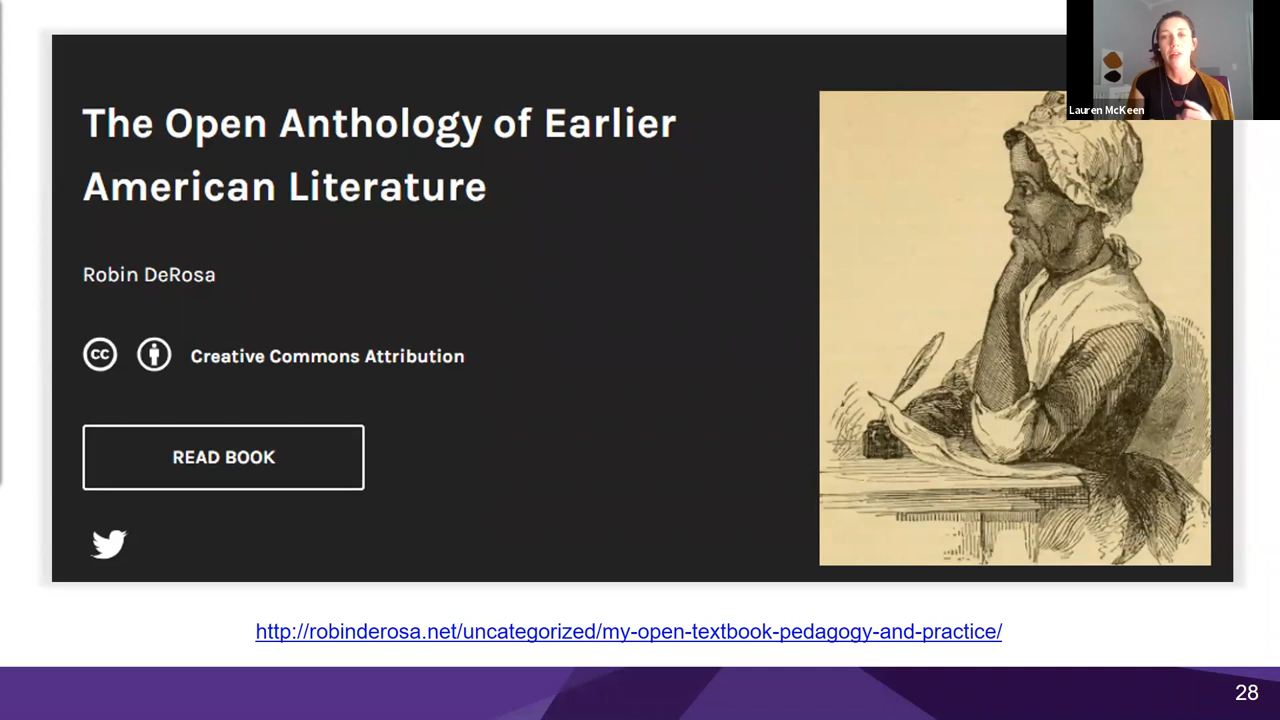 Lauren McKeen
The Open Anthology of Earlier
American Literature
Robin DeRosa
cc
Creative Commons Attribution
READ BOOK
http://robinderosa.net/uncategorized/my-open-textbook-pedagogy-and-practice/
28